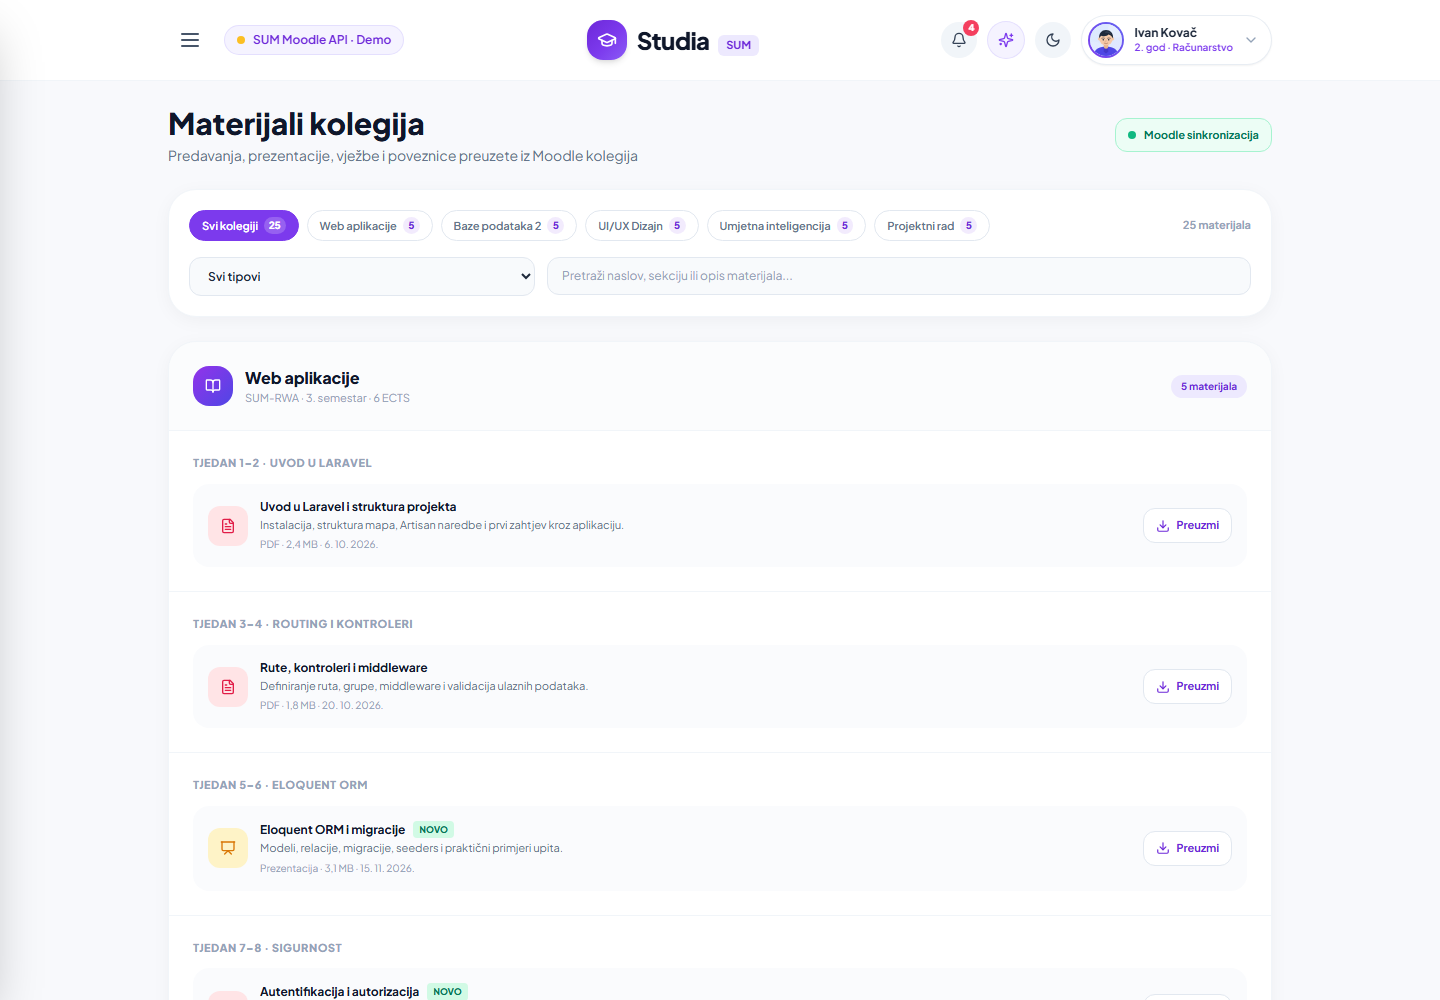 SUM Moodle API · Demo
Studia SUM
4
Ivan Kovač
2. god · Računarstvo
Materijali kolegija
Predavanja, prezentacije, vježbe i poveznice preuzete iz Moodle kolegija
Moodle sinkronizacija
Svi kolegiji 25
Web aplikacije 5
Baze podataka 2 5
UI/UX Dizajn 5
Umjetna inteligencija 5
Projektni rad 5
25 materijala
Svi tipovi
Pretraži naslov, sekciju ili opis materijala...
Web aplikacije
SUM-RWA · 3. semestar · 6 ECTS
5 materijala
TJEDAN 1–2 · UVOD U LARAVEL
Uvod u Laravel i struktura projekta
Instalacija, struktura mapa, Artisan naredbe i prvi zahtjev kroz aplikaciju.
PDF · 2,4 MB · 6. 10. 2026.
Preuzmi
TJEDAN 3–4 · ROUTING I KONTROLERI
Rute, kontroleri i middleware
Definiranje ruta, grupe, middleware i validacija ulaznih podataka.
PDF · 1,8 MB · 20. 10. 2026.
Preuzmi
TJEDAN 5–6 · ELOQUENT ORM
Eloquent ORM i migracije NOVO
Modeli, relacije, migracije, seeders i praktični primjeri upita.
Prezentacija · 3,1 MB · 15. 11. 2026.
Preuzmi
TJEDAN 7–8 · SIGURNOST
Autentifikacija i autorizacija NOVO